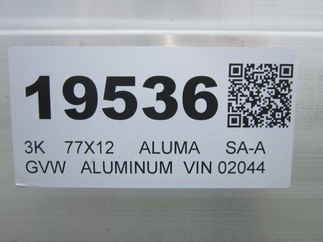 19536
3K 77X12 ALUMA SA-A
GVW ALUMINUM VIN 02044